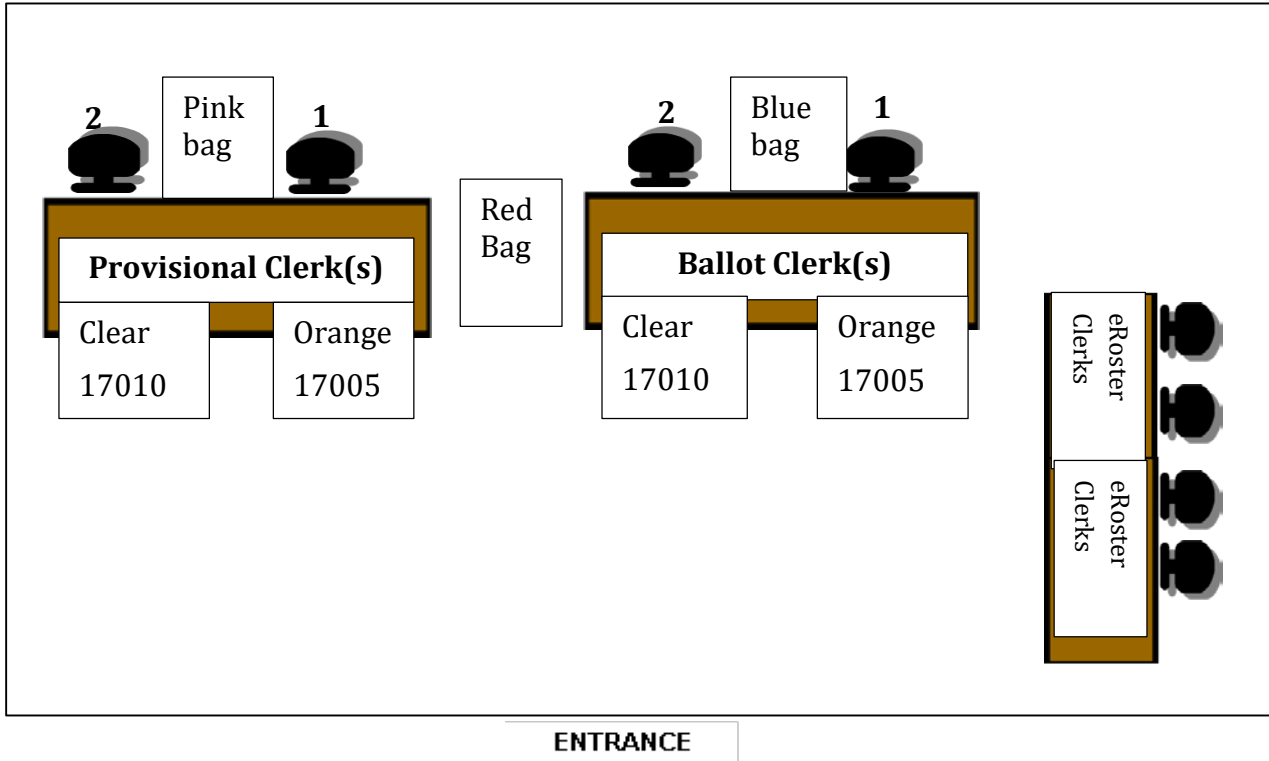 2
Pink
bag
1
Red
Bag
2
Blue
bag
1
Provisional Clerk(s)
Clear
17010
Orange
17005
Ballot Clerk(s)
Clear
17010
Orange
17005
eRoster
Clerks
eRoster
Clerks
ENTRANCE